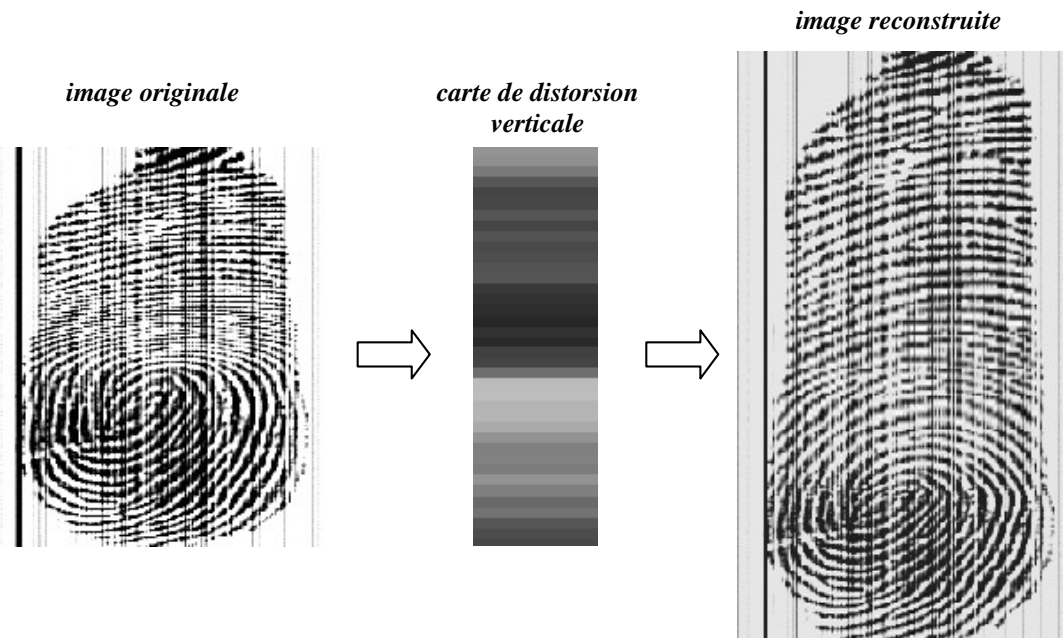 image originale
carte de distorsion
verticale
image reconstruite